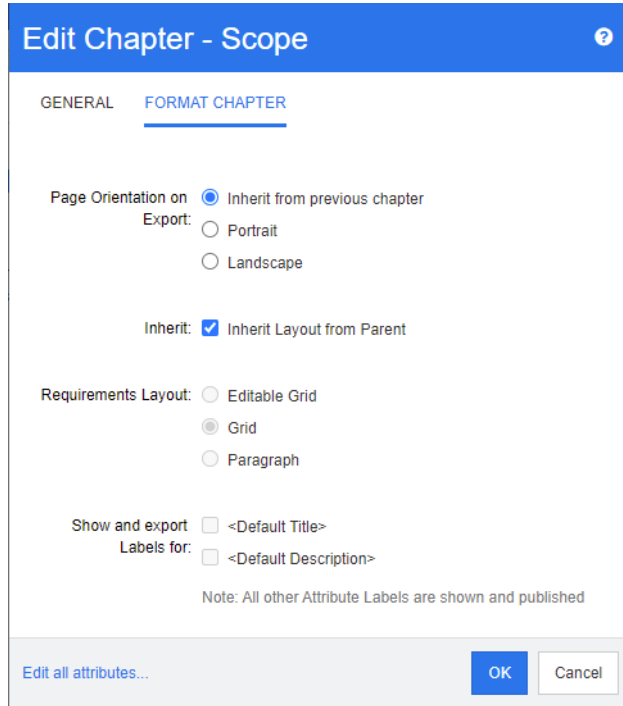 Edit Chapter - Scope
?
GENERAL FORMAT CHAPTER
Page Orientation on Export:
Inherit from previous chapter
Portrait
Landscape
Inherit: Inherit Layout from Parent
Requirements Layout: Editable Grid
Grid
Paragraph
Show and export Labels for:
<Default Title>
<Default Description>
Note: All other Attribute Labels are shown and published
Edit all attributes... OK Cancel